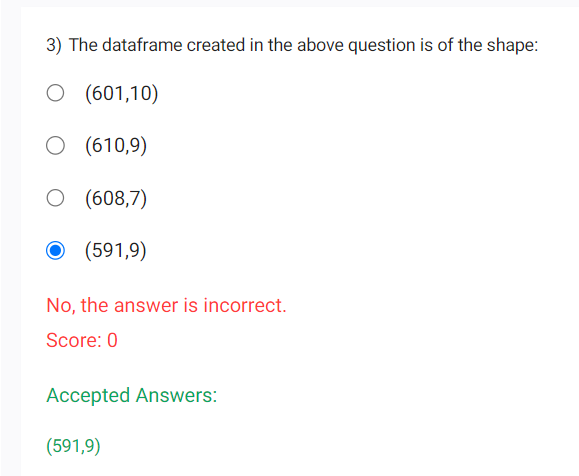 3) The dataframe created in the above question is of the shape:
(601,10)
(610,9)
(608,7)
(591,9)
No, the answer is incorrect.
Score: 0
Accepted Answers:
(591,9)